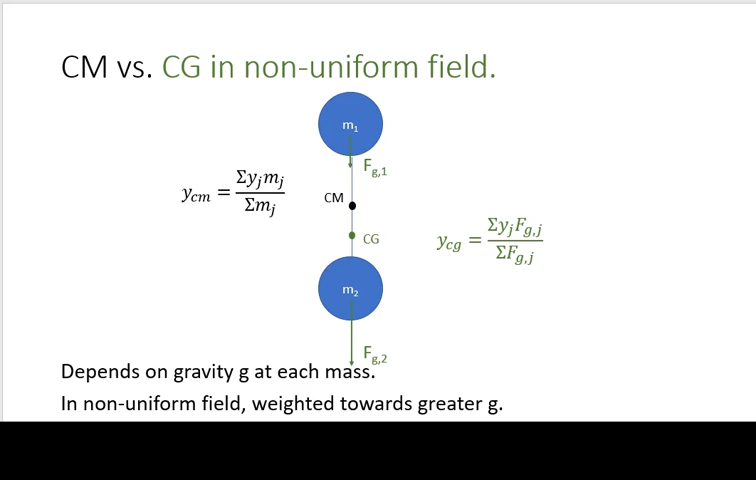 CM vs. CG in non-uniform field.
m₁
F_g,1
y_cm = Σy_j m_j / Σm_j
CM
CG
y_cg = Σy_j F_g,j / ΣF_g,j
m₂
F_g,2
Depends on gravity g at each mass.
In non-uniform field, weighted towards greater g.